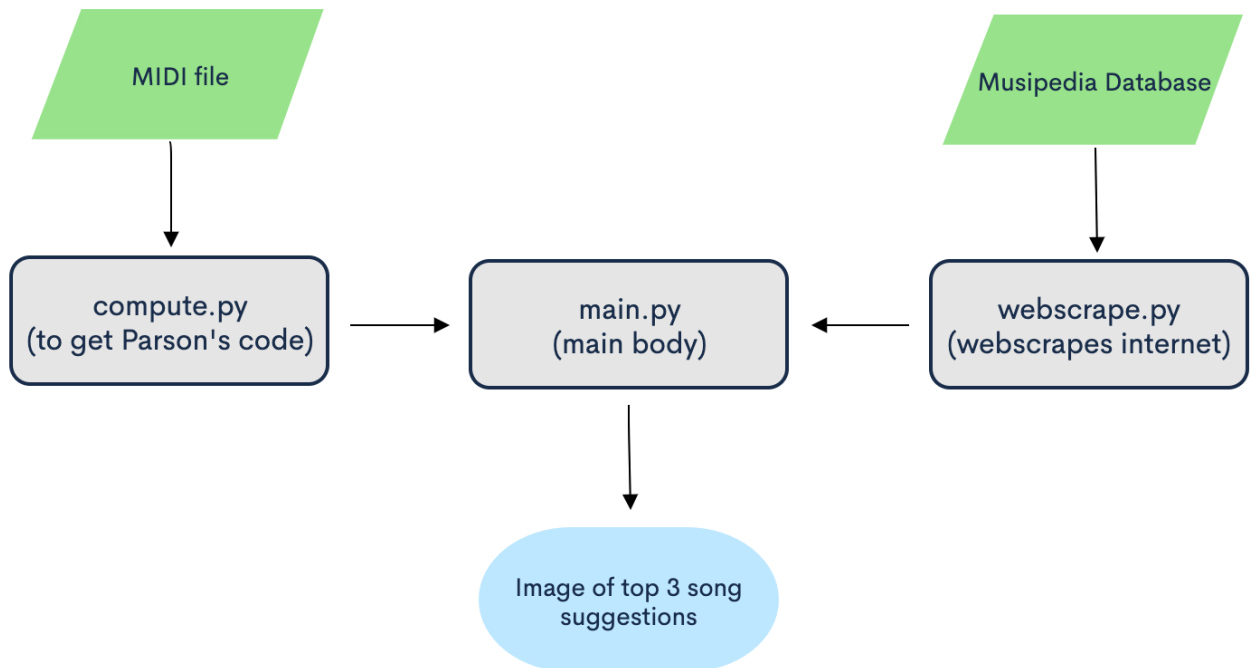 MIDI file
Musipedia Database
compute.py
(to get Parson's code)
main.py
(main body)
webscrape.py
(webscrapes internet)
Image of top 3 song
suggestions